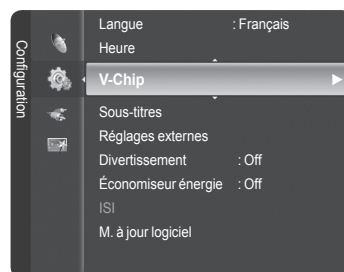 Configuration
Langue : Français
Heure
V-Chip
Sous-titres
Réglages externes
Divertissement : Off
Économiseur énergie : Off
ISI
M. à jour logiciel